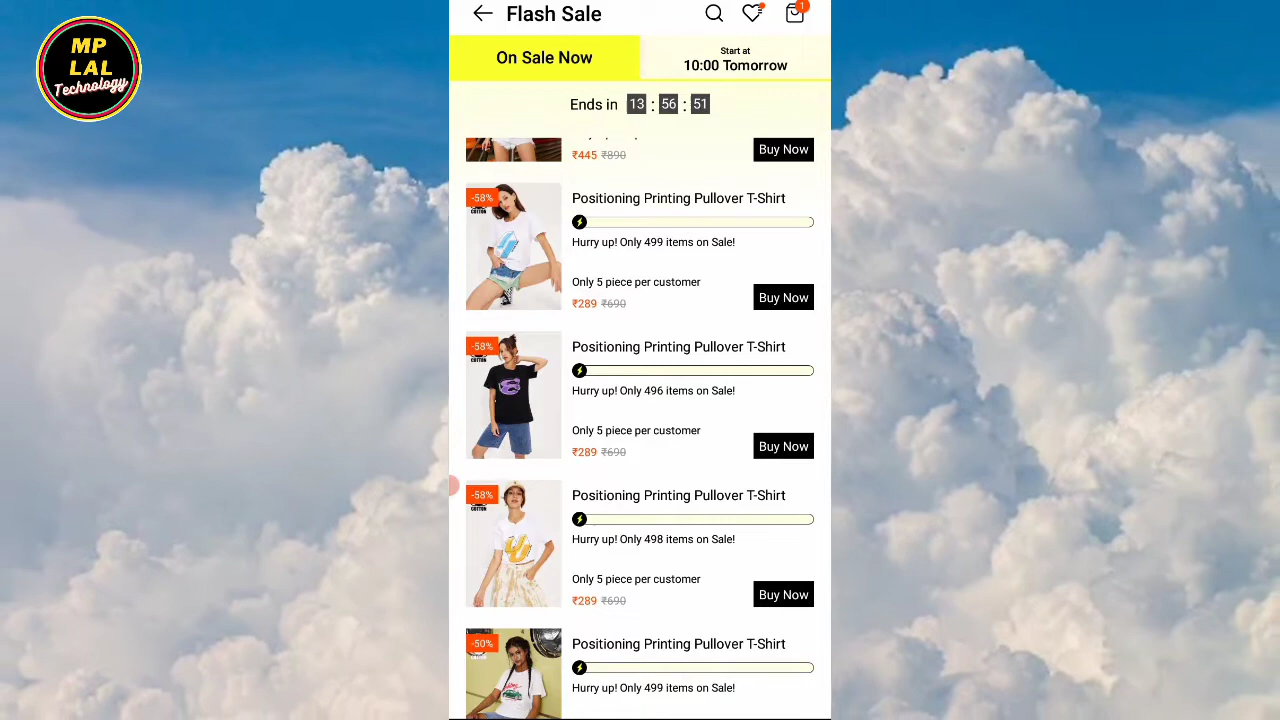 MP
LAL
Technology
Flash Sale
1
On Sale Now
Start at
10:00 Tomorrow
Ends in 13 : 56 : 51
₹445 ₹890
Buy Now
-58%
COTTON
Positioning Printing Pullover T-Shirt
Hurry up! Only 499 items on Sale!
Only 5 piece per customer
₹289 ₹690
Buy Now
-58%
COTTON
Positioning Printing Pullover T-Shirt
Hurry up! Only 496 items on Sale!
Only 5 piece per customer
₹289 ₹690
Buy Now
-58%
COTTON
Positioning Printing Pullover T-Shirt
Hurry up! Only 498 items on Sale!
Only 5 piece per customer
₹289 ₹690
Buy Now
-50%
COTTON
Positioning Printing Pullover T-Shirt
Hurry up! Only 499 items on Sale!